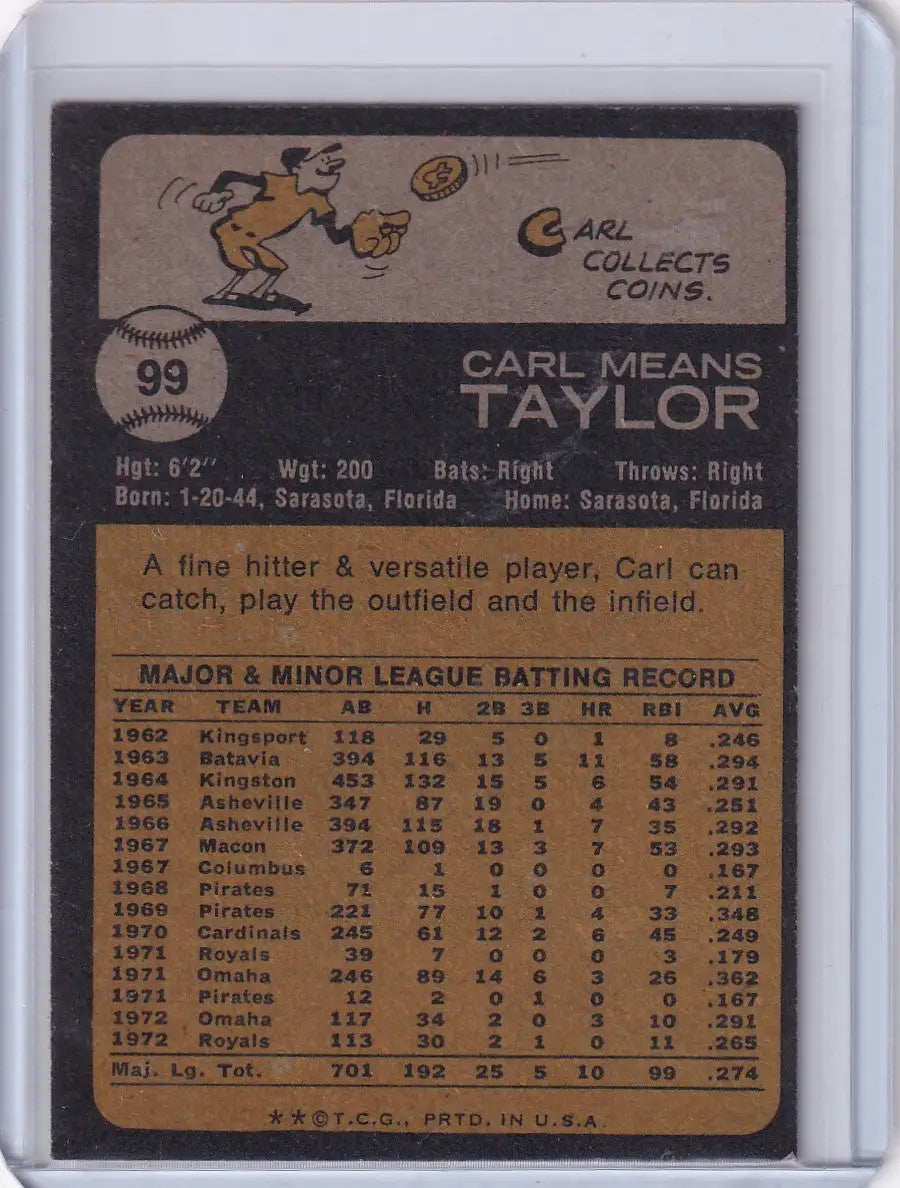 CARL
COLLECTS
COINS.
99
CARL MEANS
TAYLOR
Hgt: 6'2" Wgt: 200 Bats: Right Throws: Right
Born: 1-20-44, Sarasota, Florida Home: Sarasota, Florida
A fine hitter & versatile player, Carl can
catch, play the outfield and the infield.
MAJOR & MINOR LEAGUE BATTING RECORD
YEAR TEAM AB H 2B 3B HR RBI AVG
1962 Kingsport 118 29 5 0 1 8 .246
1963 Batavia 394 116 13 5 11 58 .294
1964 Kingston 453 132 15 5 6 54 .291
1965 Asheville 347 87 19 0 4 43 .251
1966 Asheville 394 115 18 1 7 35 .292
1967 Macon 372 109 13 3 7 53 .293
1967 Columbus 6 1 0 0 0 0 .167
1968 Pirates 71 15 1 0 0 7 .211
1969 Pirates 221 77 10 1 4 33 .348
1970 Cardinals 245 61 12 2 6 45 .249
1971 Royals 39 7 0 0 0 3 .179
1971 Omaha 246 89 14 6 3 26 .362
1971 Pirates 12 2 0 1 0 0 .167
1972 Omaha 117 34 2 0 3 10 .291
1972 Royals 113 30 2 1 0 11 .265
Maj. Lg. Tot. 701 192 25 5 10 99 .274
**©T.C.G., PRTD. IN U.S.A.